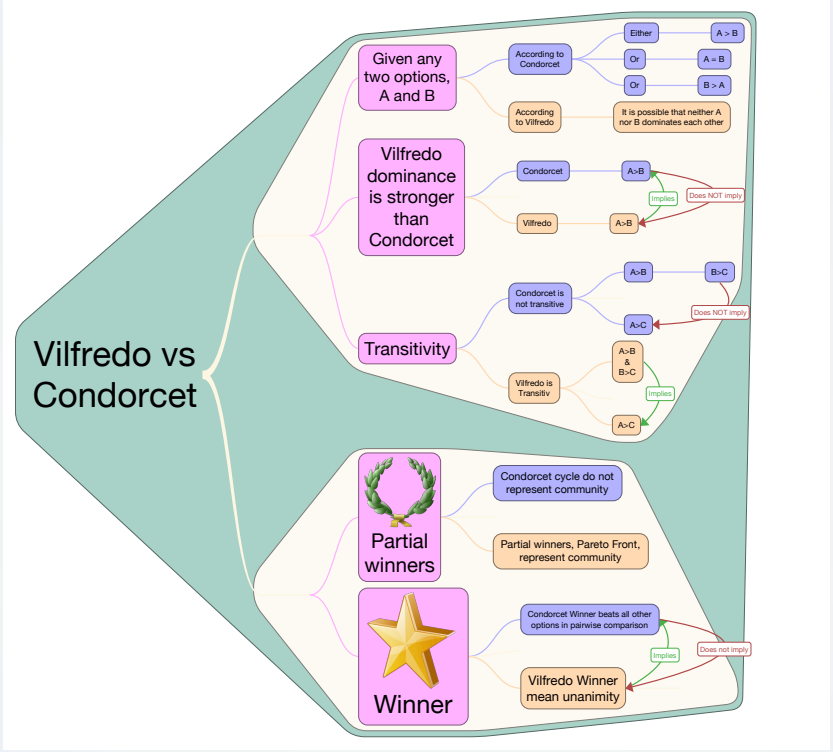 Vilfredo vs
Condorcet
Given any
two options,
A and B
According to
Condorcet
Either
A > B
Or
A = B
Or
B > A
According
to Vilfredo
It is possible that neither A
nor B dominates each other
Vilfredo
dominance
is stronger
than
Condorcet
Condorcet
A>B
Implies
Does NOT imply
Vilfredo
A>B
Transitivity
Condorcet is
not transitive
A>B
B>C
Does NOT imply
A>C
Vilfredo is
Transitiv
A>B
&
B>C
Implies
A>C
Partial
winners
Condorcet cycle do not
represent community
Partial winners, Pareto Front,
represent community
Winner
Condorcet Winner beats all other
options in pairwise comparison
Implies
Does not imply
Vilfredo Winner
mean unanimity